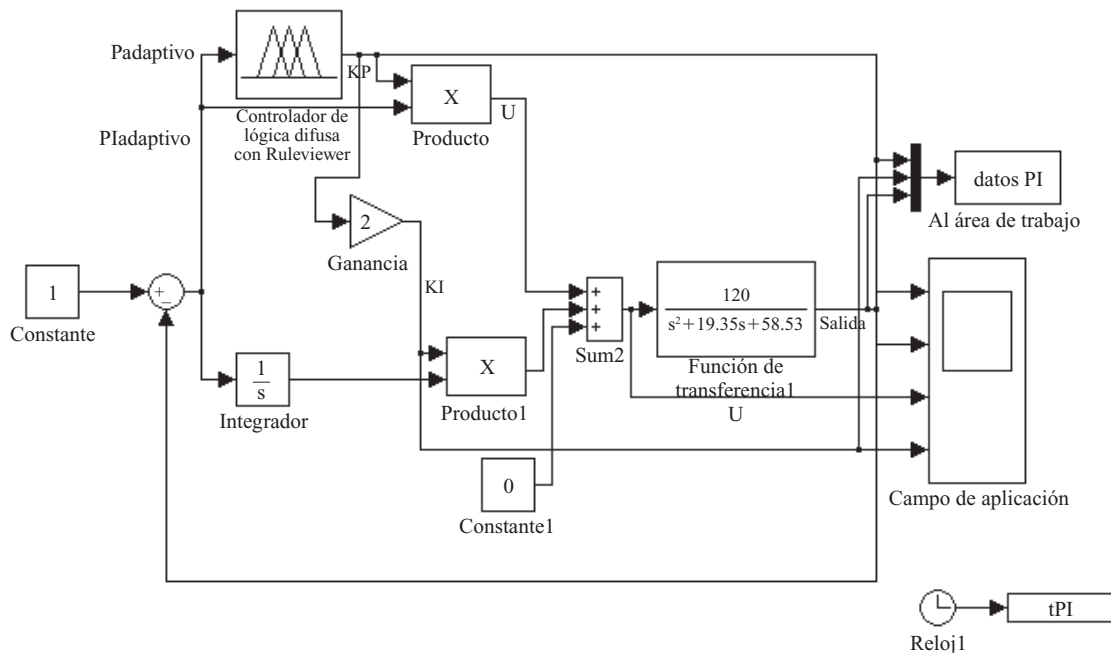 Padaptivo
KP
X
U
Controlador de
lógica difusa
con Ruleviewer
Producto
PIadaptivo
datos PI
Al área de trabajo
2
Ganancia
KI
1
Constante
+
−
+
+
+
Sum2
120
s²+19.35s+58.53
Salida
Función de
transferencia1
U
1
s
Integrador
X
Producto1
0
Constante1
Campo de aplicación
tPI
Reloj1